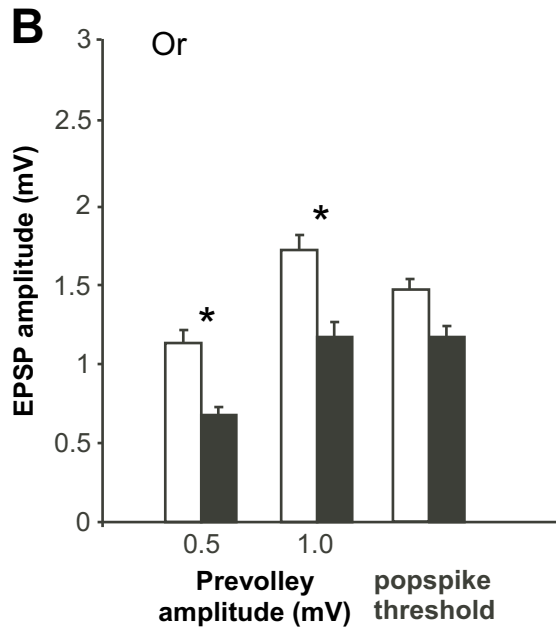 B
Or
EPSP amplitude (mV)
3
2.5
2
1.5
1
0.5
0
*
*
0.5
1.0
Prevolley
amplitude (mV)
popspike
threshold